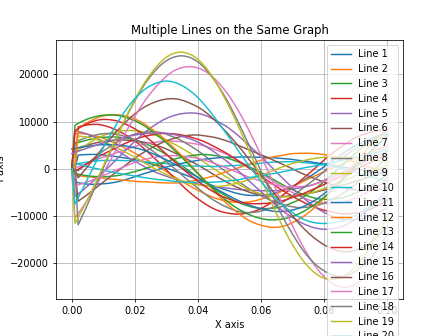 Multiple Lines on the Same Graph
20000
10000
0
−10000
−20000
axis
0.00
0.02
0.04
0.06
X axis
Line 1
Line 2
Line 3
Line 4
Line 5
Line 7
Line 8
Line 9
Line 10
Line 11
Line 12
Line 13
Line 14
Line 15
Line 16
Line 17
Line 18
Line 19
Line 20